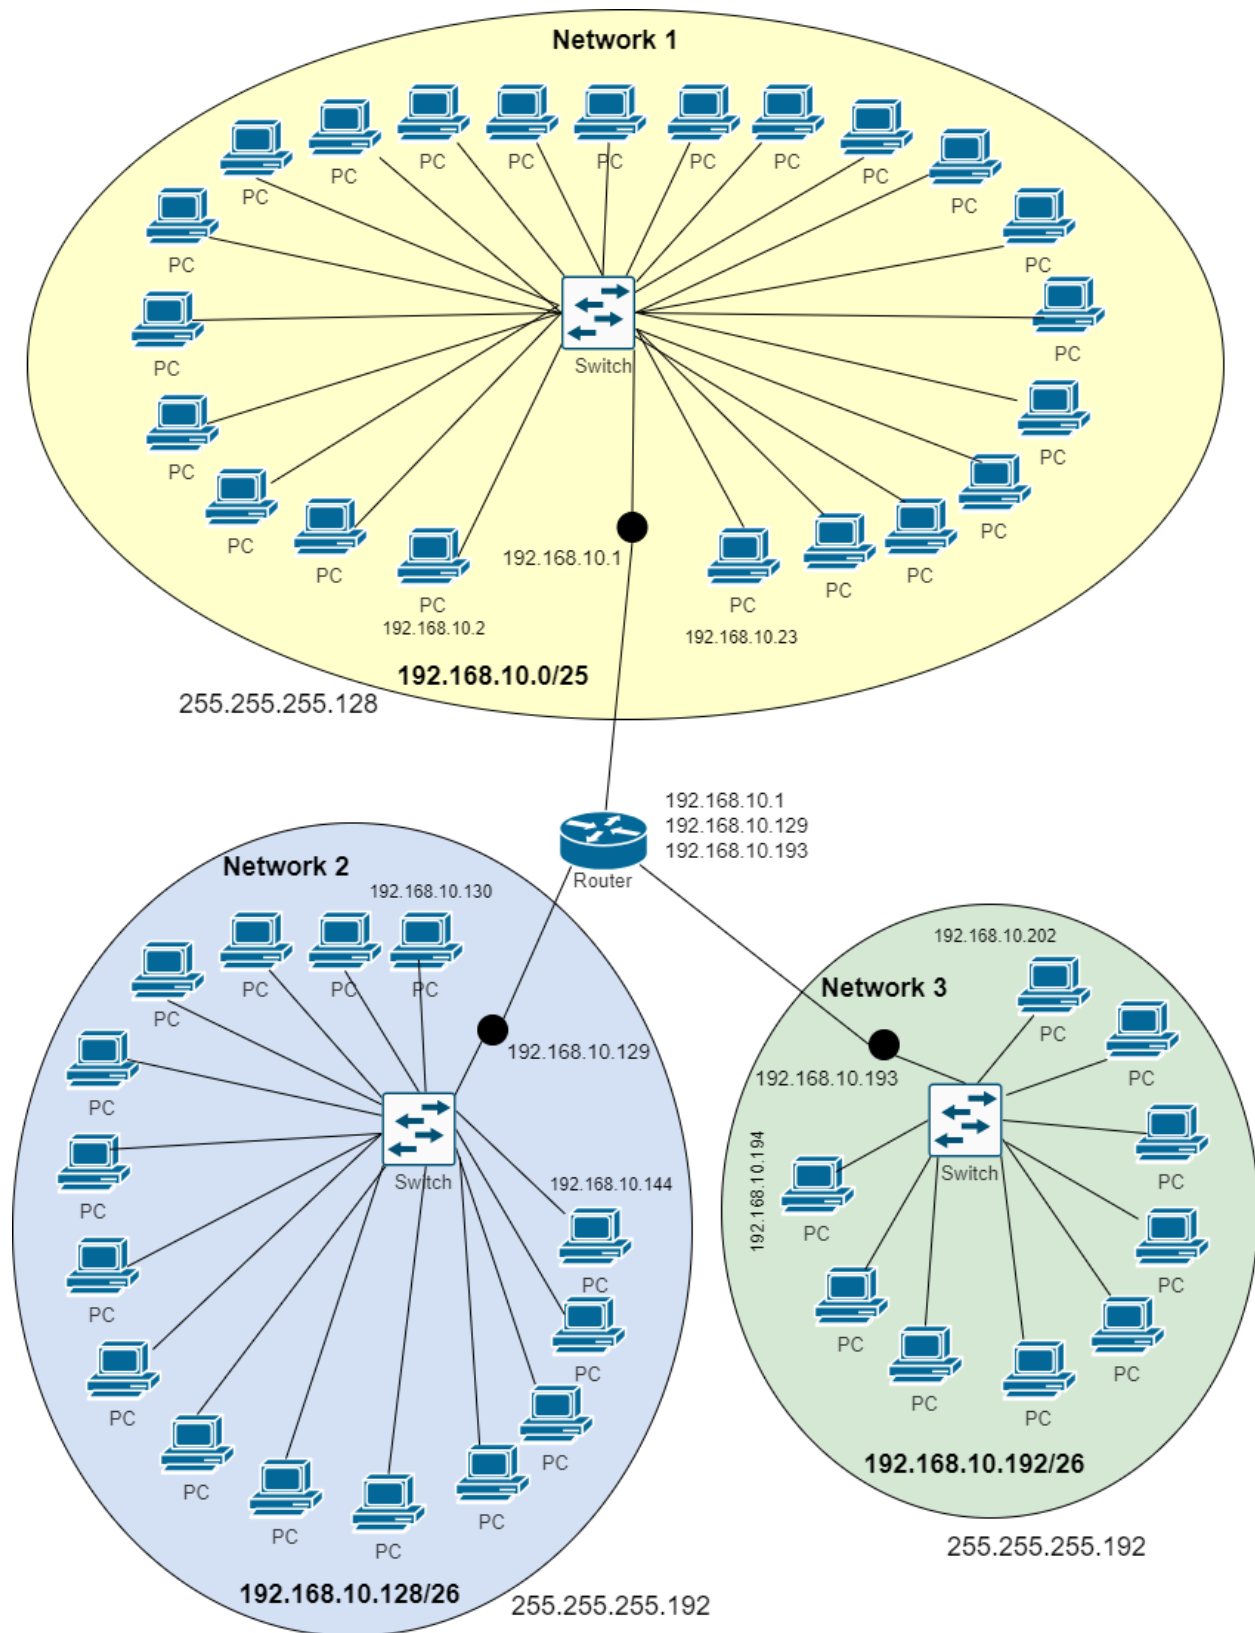 Network 1
PC
PC
PC
PC
PC
PC
PC
PC
PC
PC
PC
PC
PC
PC
Switch
PC
PC
PC
PC
PC
192.168.10.1
PC
PC
PC
192.168.10.2
192.168.10.23
192.168.10.0/25
255.255.255.128
192.168.10.1
192.168.10.129
192.168.10.193
Router
Network 2
192.168.10.130
PC
PC
PC
PC
192.168.10.129
PC
Switch
192.168.10.144
PC
PC
PC
PC
PC
PC
PC
PC
PC
PC
192.168.10.128/26
255.255.255.192
192.168.10.202
Network 3
PC
192.168.10.193
PC
192.168.10.194
Switch
PC
PC
PC
PC
PC
PC
PC
192.168.10.192/26
255.255.255.192